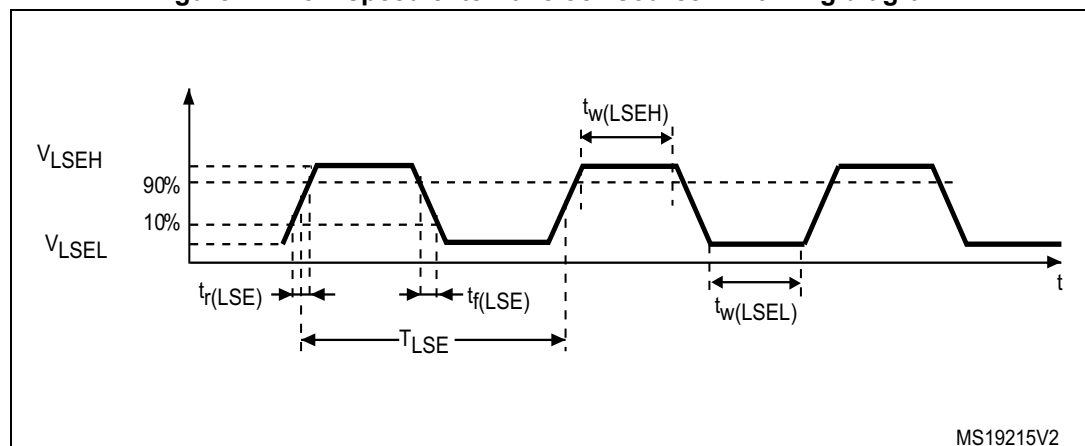 V_LSEH
90%
10%
V_LSEL
t_w(LSEH)
t_r(LSE)
t_f(LSE)
T_LSE
t_w(LSEL)
t
MS19215V2